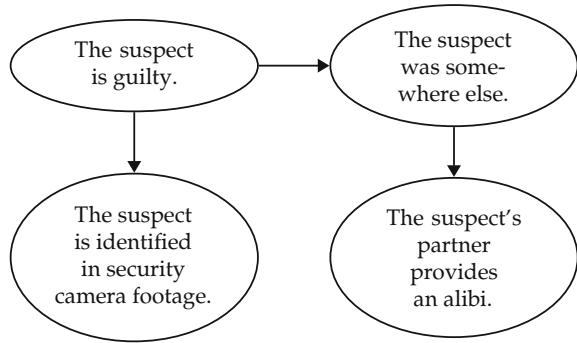 The suspect
is guilty.
The suspect
was some-
where else.
The suspect
is identified
in security
camera footage.
The suspect's
partner
provides
an alibi.